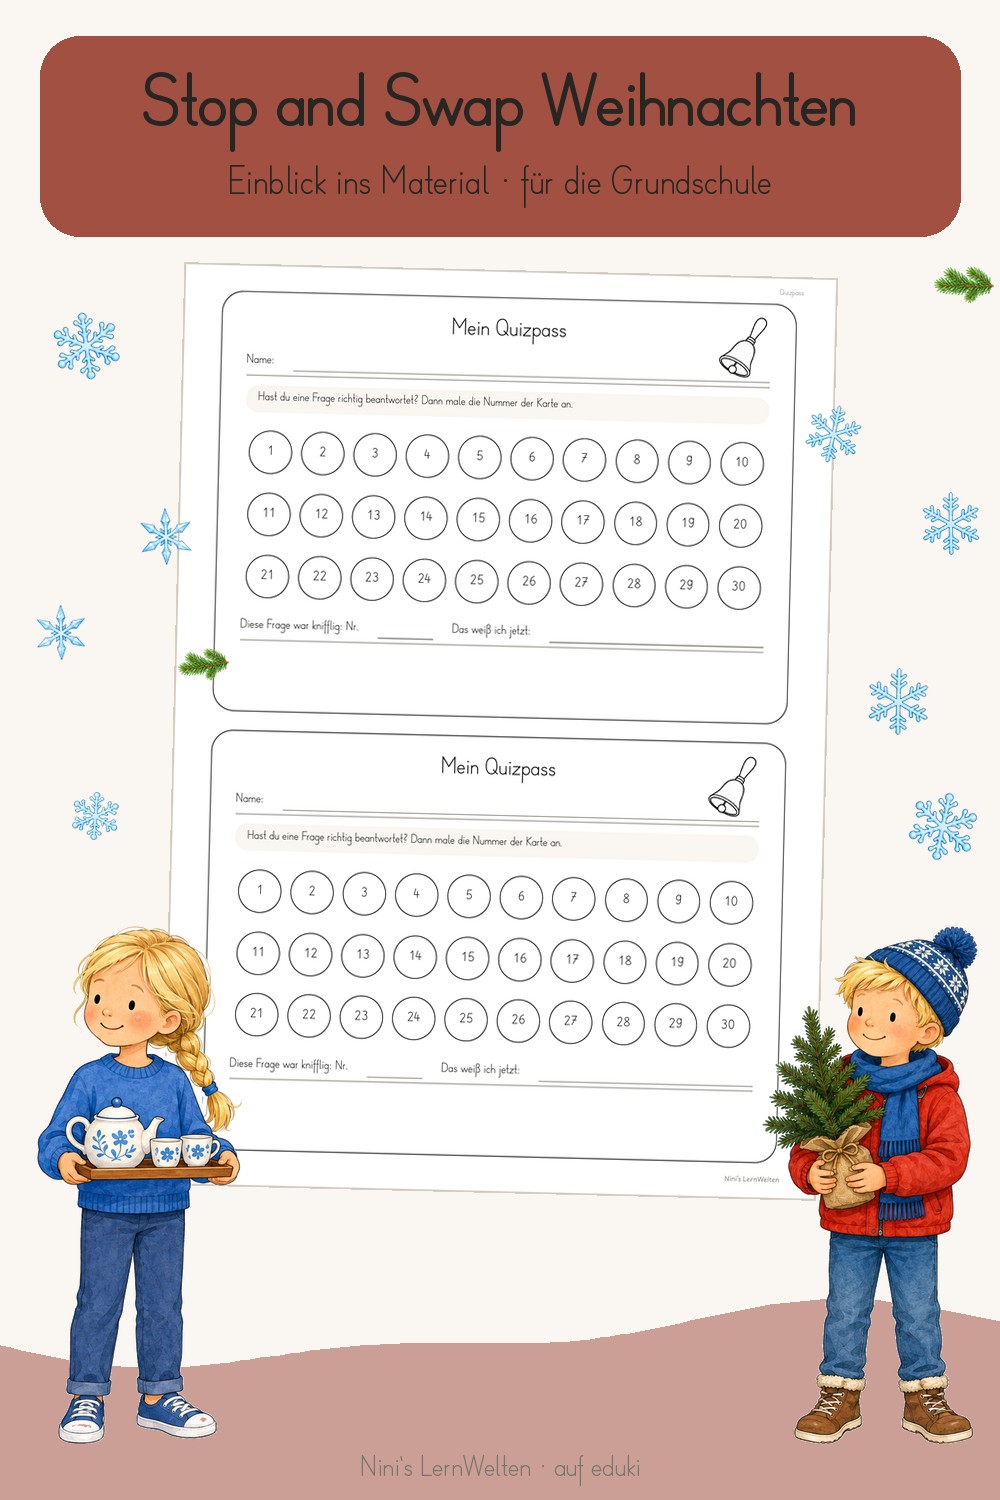 Stop and Swap Weihnachten
Einblick ins Material · für die Grundschule
Quizpass
Mein Quizpass
Name:
Hast du eine Frage richtig beantwortet? Dann male die Nummer der Karte an.
1 2 3 4 5 6 7 8 9 10
11 12 13 14 15 16 17 18 19 20
21 22 23 24 25 26 27 28 29 30
Diese Frage war knifflig: Nr. Das weiß ich jetzt:
Mein Quizpass
Name:
Hast du eine Frage richtig beantwortet? Dann male die Nummer der Karte an.
1 2 3 4 5 6 7 8 9 10
11 12 13 14 15 16 17 18 19 20
21 22 23 24 25 26 27 28 29 30
Diese Frage war knifflig: Nr. Das weiß ich jetzt:
Nini's LernWelten
Nini's LernWelten · auf eduki